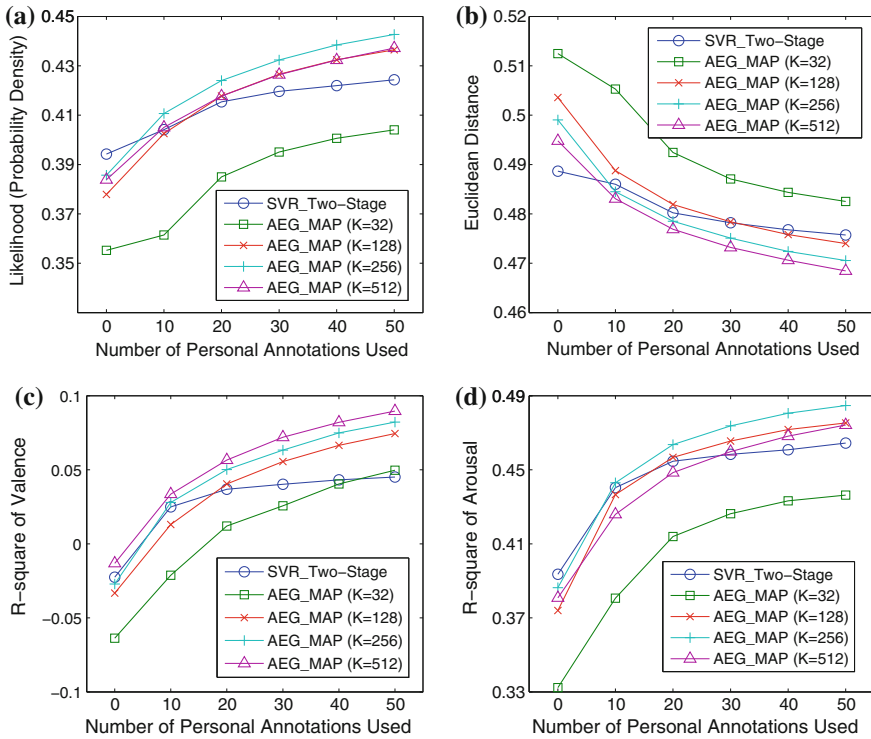 (a)
0.45
0.43
0.41
0.39
0.37
0.35
Likelihood (Probability Density)
SVR_Two−Stage
AEG_MAP (K=32)
AEG_MAP (K=128)
AEG_MAP (K=256)
AEG_MAP (K=512)
0 10 20 30 40 50
Number of Personal Annotations Used
(b)
0.52
0.51
0.5
0.49
0.48
0.47
0.46
Euclidean Distance
SVR_Two−Stage
AEG_MAP (K=32)
AEG_MAP (K=128)
AEG_MAP (K=256)
AEG_MAP (K=512)
0 10 20 30 40 50
Number of Personal Annotations Used
(c)
0.1
0.05
0
−0.05
−0.1
R−square of Valence
SVR_Two−Stage
AEG_MAP (K=32)
AEG_MAP (K=128)
AEG_MAP (K=256)
AEG_MAP (K=512)
0 10 20 30 40 50
Number of Personal Annotations Used
(d)
0.49
0.45
0.41
0.37
0.33
R−square of Arousal
SVR_Two−Stage
AEG_MAP (K=32)
AEG_MAP (K=128)
AEG_MAP (K=256)
AEG_MAP (K=512)
0 10 20 30 40 50
Number of Personal Annotations Used